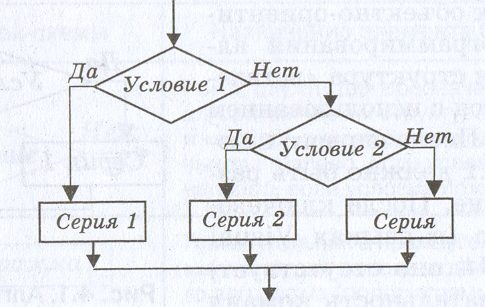 Да
Условие 1
Нет
Да
Условие 2
Нет
Серия 1
Серия 2
Серия